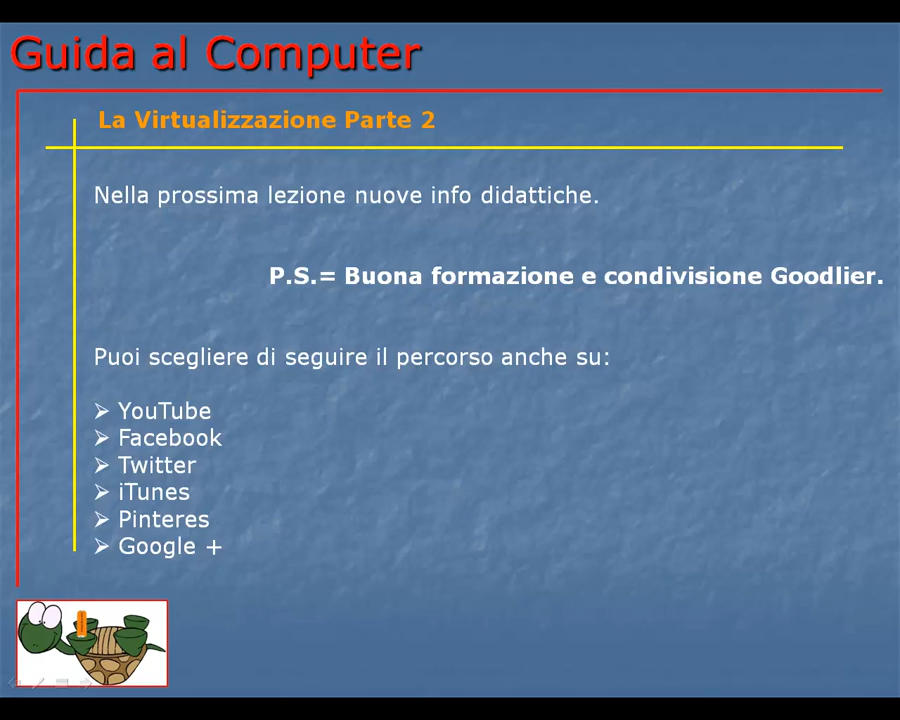 Guida al Computer
La Virtualizzazione Parte 2
Nella prossima lezione nuove info didattiche.
P.S.= Buona formazione e condivisione Goodlier.
Puoi scegliere di seguire il percorso anche su:
➢ YouTube
➢ Facebook
➢ Twitter
➢ iTunes
➢ Pinteres
➢ Google +